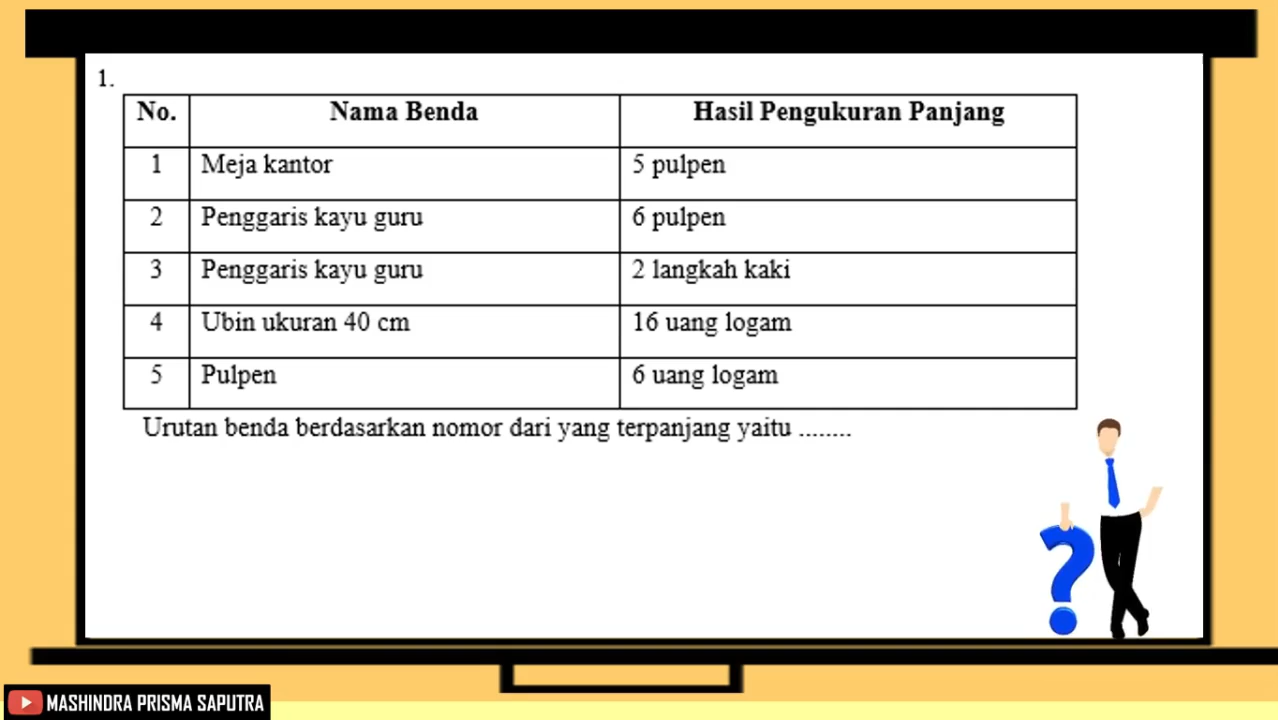 1.
No. Nama Benda Hasil Pengukuran Panjang
1 Meja kantor 5 pulpen
2 Penggaris kayu guru 6 pulpen
3 Penggaris kayu guru 2 langkah kaki
4 Ubin ukuran 40 cm 16 uang logam
5 Pulpen 6 uang logam
Urutan benda berdasarkan nomor dari yang terpanjang yaitu ........
MASHINDRA PRISMA SAPUTRA